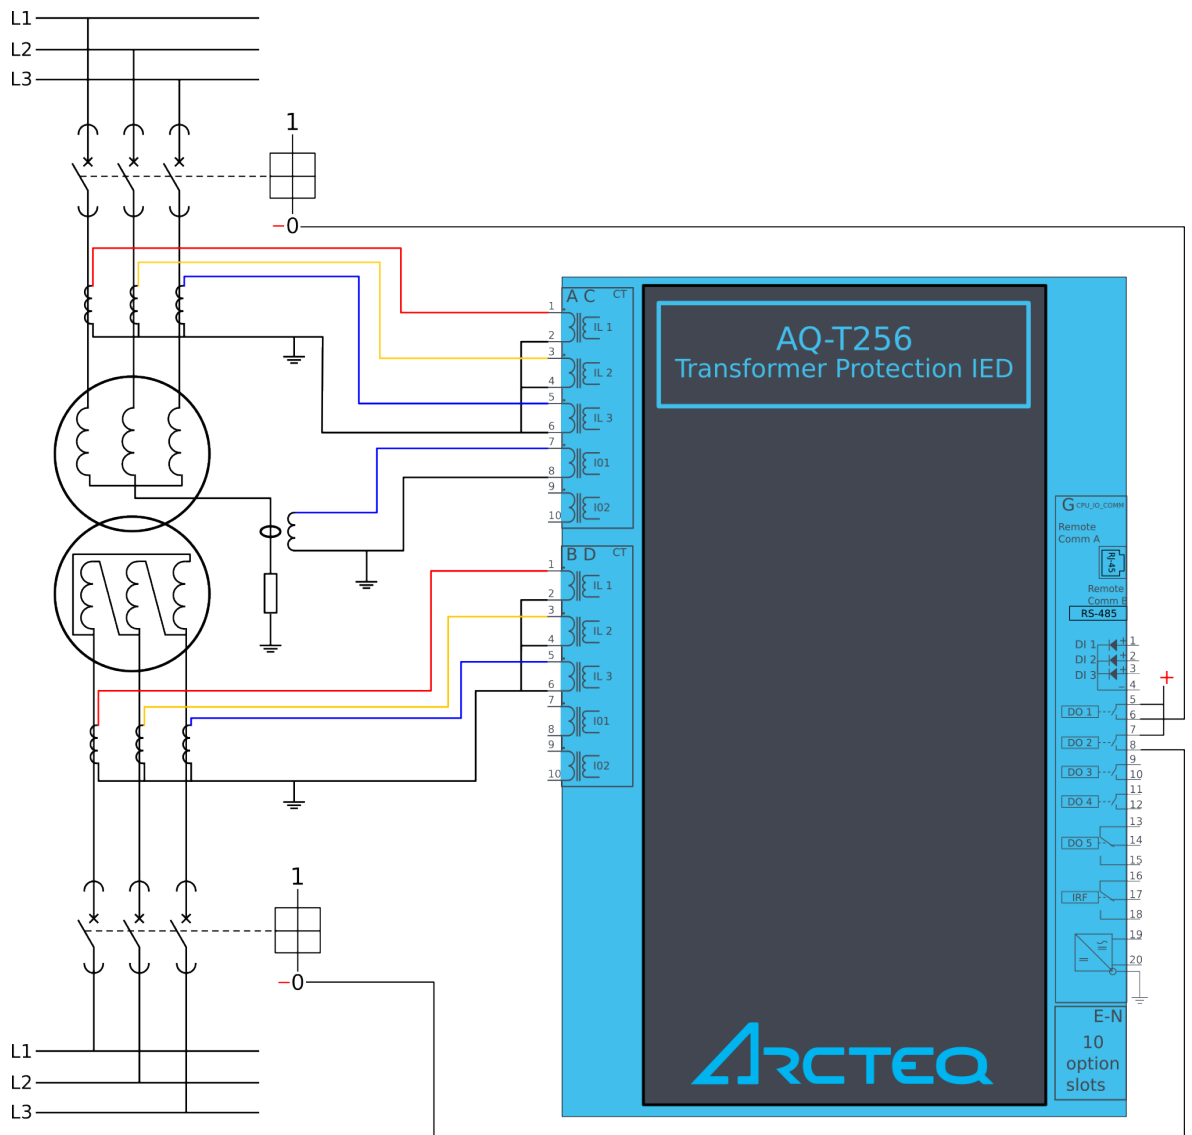 L1
L2
L3
1
−0
A C CT
1
2
3
4
5
6
7
8
9
10
IL 1
IL 2
IL 3
I01
I02
AQ-T256
Transformer Protection IED
B D CT
1
2
3
4
5
6
7
8
9
10
IL 1
IL 2
IL 3
I01
I02
G CPU_IO_COMM
Remote
Comm A
RJ-45
Remote
Comm B
RS-485
DI 1 + 1
DI 2 + 2
DI 3 + 3
− 4
+
5
DO 1 6
7
DO 2 8
9
DO 3 10
11
DO 4 12
13
DO 5 14
15
16
IRF 17
18
19
20
E-N
10
option
slots
ARCTEQ
1
−0
L1
L2
L3